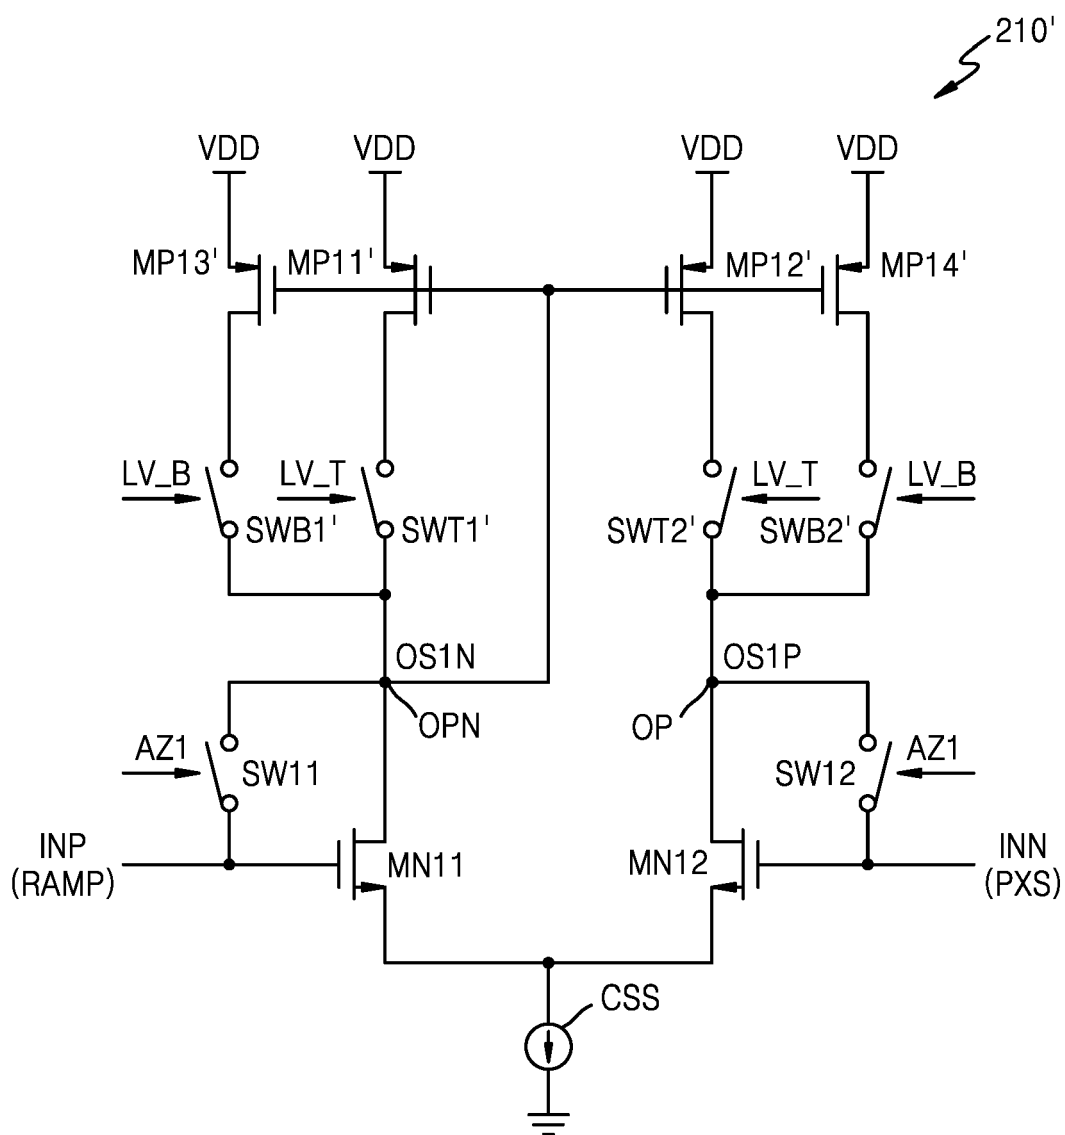 210'
VDD VDD VDD VDD
MP13' MP11' MP12' MP14'
LV_B LV_T LV_T LV_B
SWB1' SWT1' SWT2' SWB2'
OS1N OS1P
OPN OP
AZ1 SW11 SW12 AZ1
INP MN11 MN12 INN
(RAMP) (PXS)
CSS